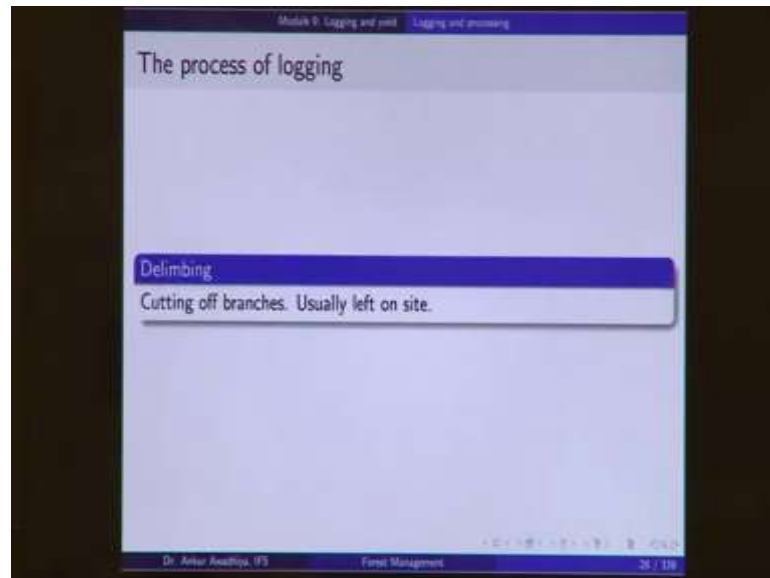 Module 9: Logging and yield Logging and processing
The process of logging
Delimbing
Cutting off branches. Usually left on site.
Dr. Ankur Awadhiya, IFS Forest Management